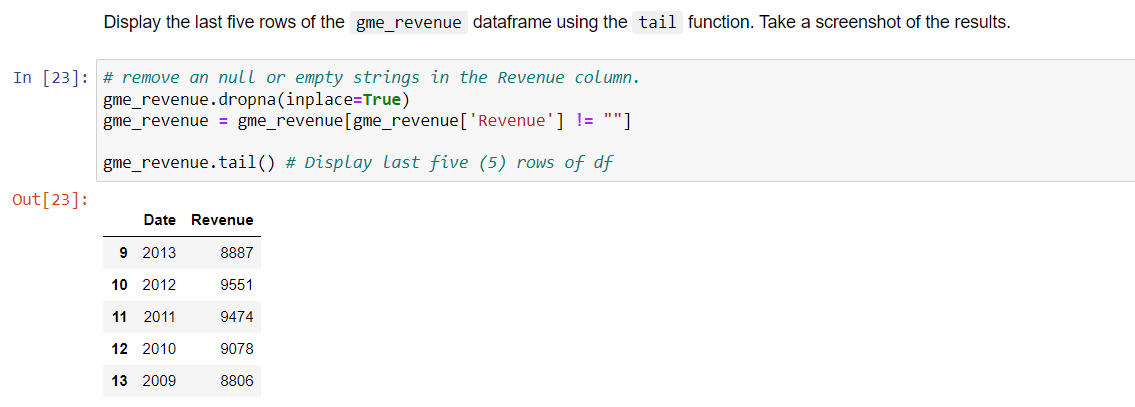 Display the last five rows of the gme_revenue dataframe using the tail function. Take a screenshot of the results.
In [23]: # remove an null or empty strings in the Revenue column.
gme_revenue.dropna(inplace=True)
gme_revenue = gme_revenue[gme_revenue['Revenue'] != ""]
gme_revenue.tail() # Display last five (5) rows of df
Out[23]:
Date Revenue
9 2013 8887
10 2012 9551
11 2011 9474
12 2010 9078
13 2009 8806